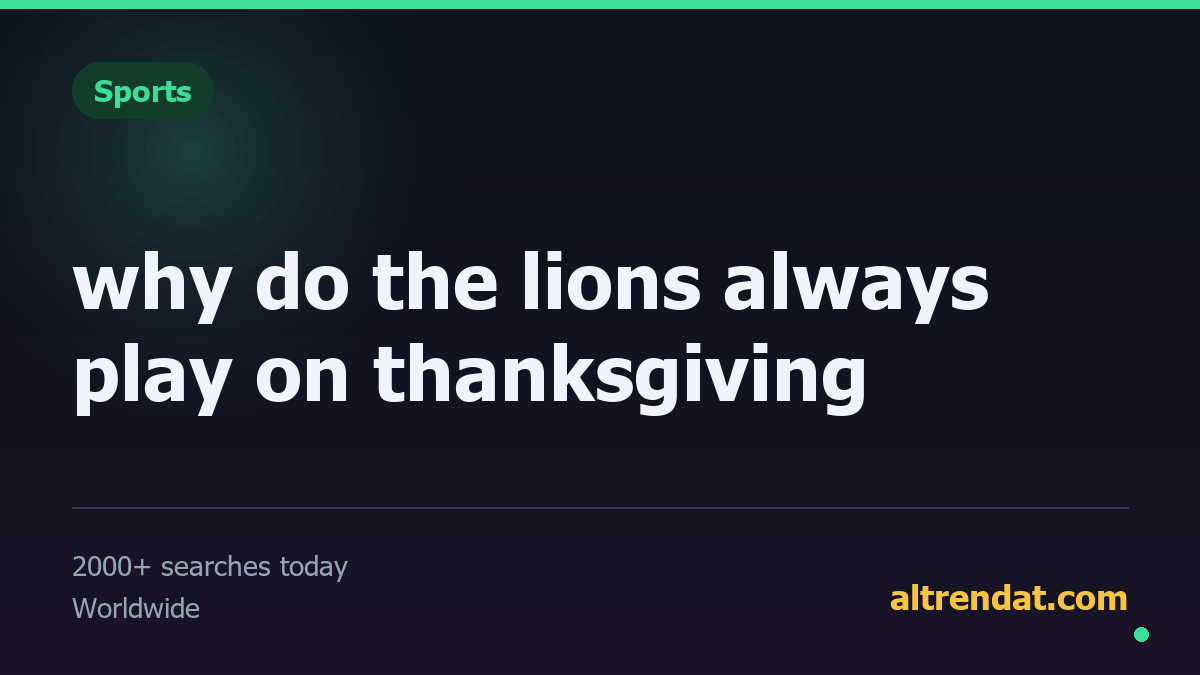 Sports
why do the lions always
play on thanksgiving
2000+ searches today
Worldwide
altrendat.com